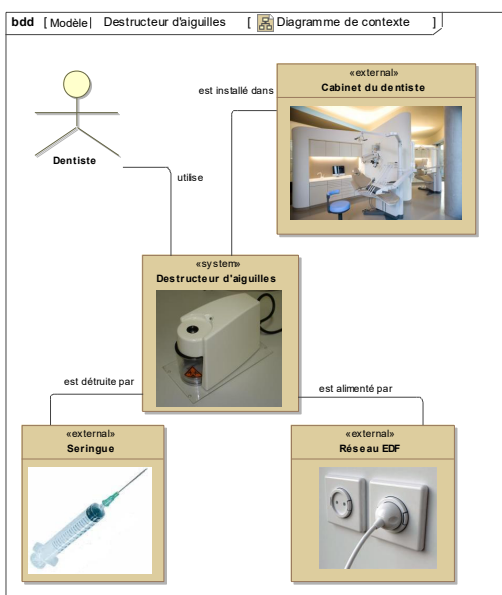 bdd [Modèle] Destructeur d'aiguilles [ Diagramme de contexte ]
«external»
Cabinet du dentiste
est installé dans
Dentiste
utilise
«system»
Destructeur d'aiguilles
est détruite par
est alimenté par
«external»
Seringue
«external»
Réseau EDF